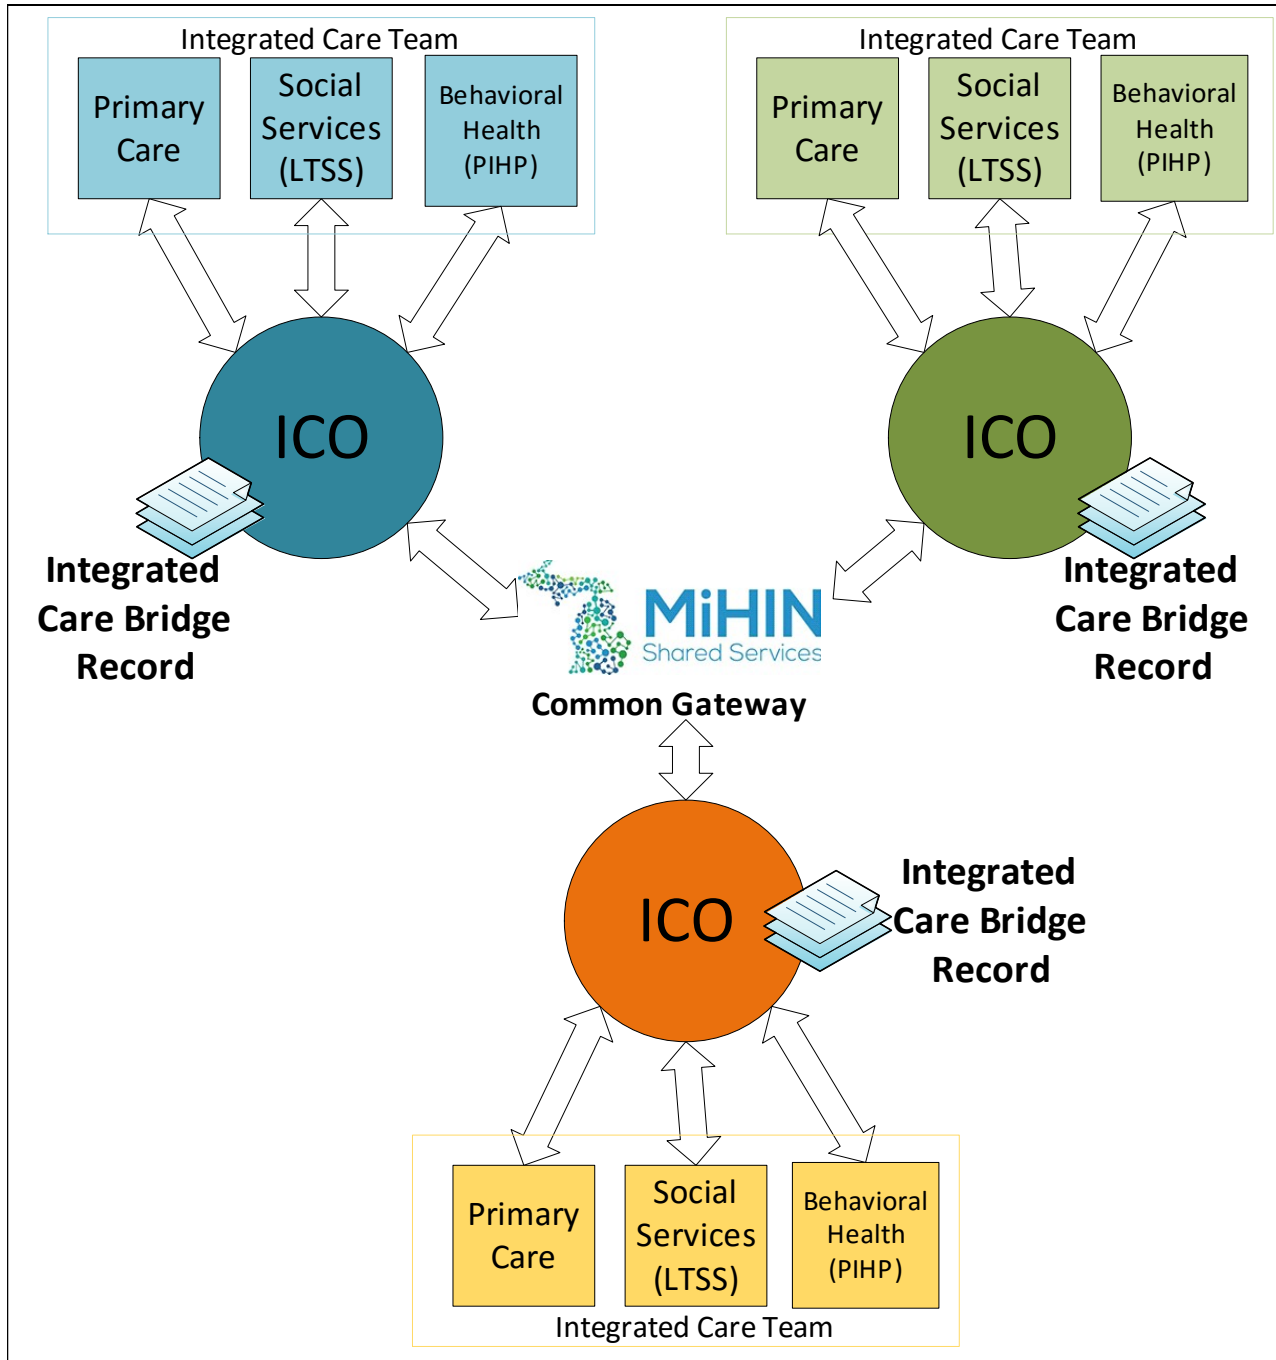 Integrated Care Team
Primary
Care
Social
Services
(LTSS)
Behavioral
Health
(PIHP)
ICO
Integrated
Care Bridge
Record
Integrated Care Team
Primary
Care
Social
Services
(LTSS)
Behavioral
Health
(PIHP)
ICO
Integrated
Care Bridge
Record
MiHIN
Shared Services
Common Gateway
ICO
Integrated
Care Bridge
Record
Primary
Care
Social
Services
(LTSS)
Behavioral
Health
(PIHP)
Integrated Care Team